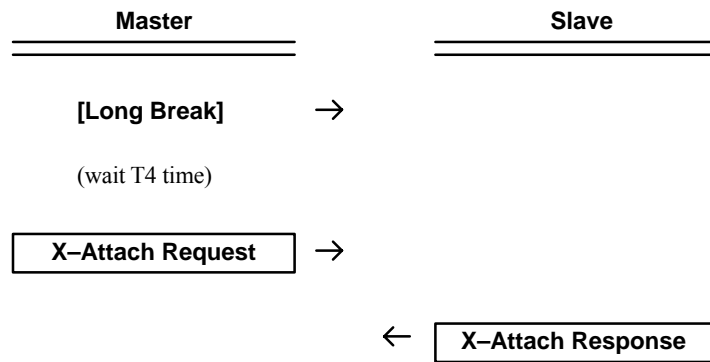 Master Slave
[Long Break] →
(wait T4 time)
X–Attach Request →
← X–Attach Response